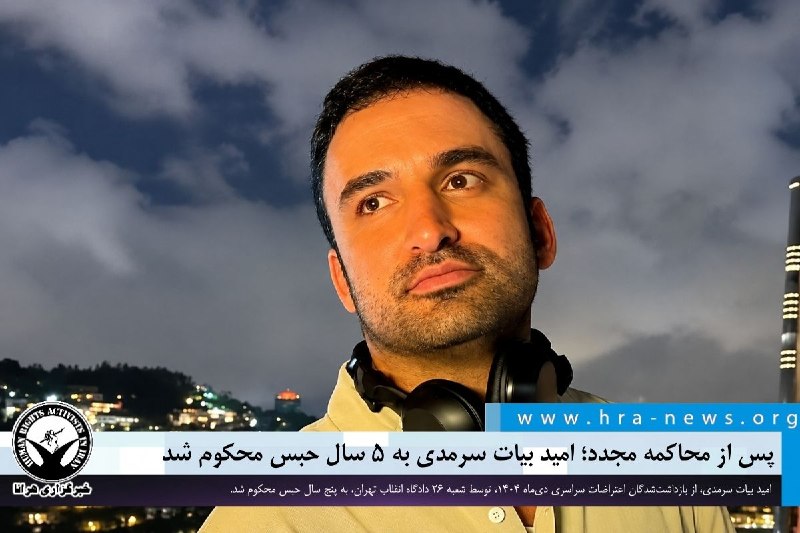 www.hra-news.org
پس از محاکمه مجدد؛ امید بیات سرمدی به ۵ سال حبس محکوم شد
امید بیات سرمدی، از بازداشت‌شدگان اعتراضات سراسری دی‌ماه ۱۴۰۴، توسط شعبه ۲۶ دادگاه انقلاب تهران، به پنج سال حبس محکوم شد.
HUMAN RIGHTS ACTIVISTS IN IRAN
خبرگزاری هرانا